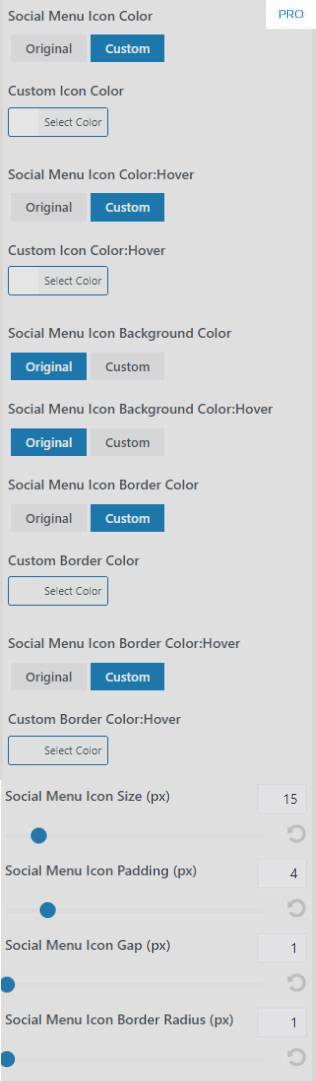 Social Menu Icon Color
PRO
Original Custom
Custom Icon Color
Select Color
Social Menu Icon Color:Hover
Original Custom
Custom Icon Color:Hover
Select Color
Social Menu Icon Background Color
Original Custom
Social Menu Icon Background Color:Hover
Original Custom
Social Menu Icon Border Color
Original Custom
Custom Border Color
Select Color
Social Menu Icon Border Color:Hover
Original Custom
Custom Border Color:Hover
Select Color
Social Menu Icon Size (px) 15
Social Menu Icon Padding (px) 4
Social Menu Icon Gap (px) 1
Social Menu Icon Border Radius (px) 1